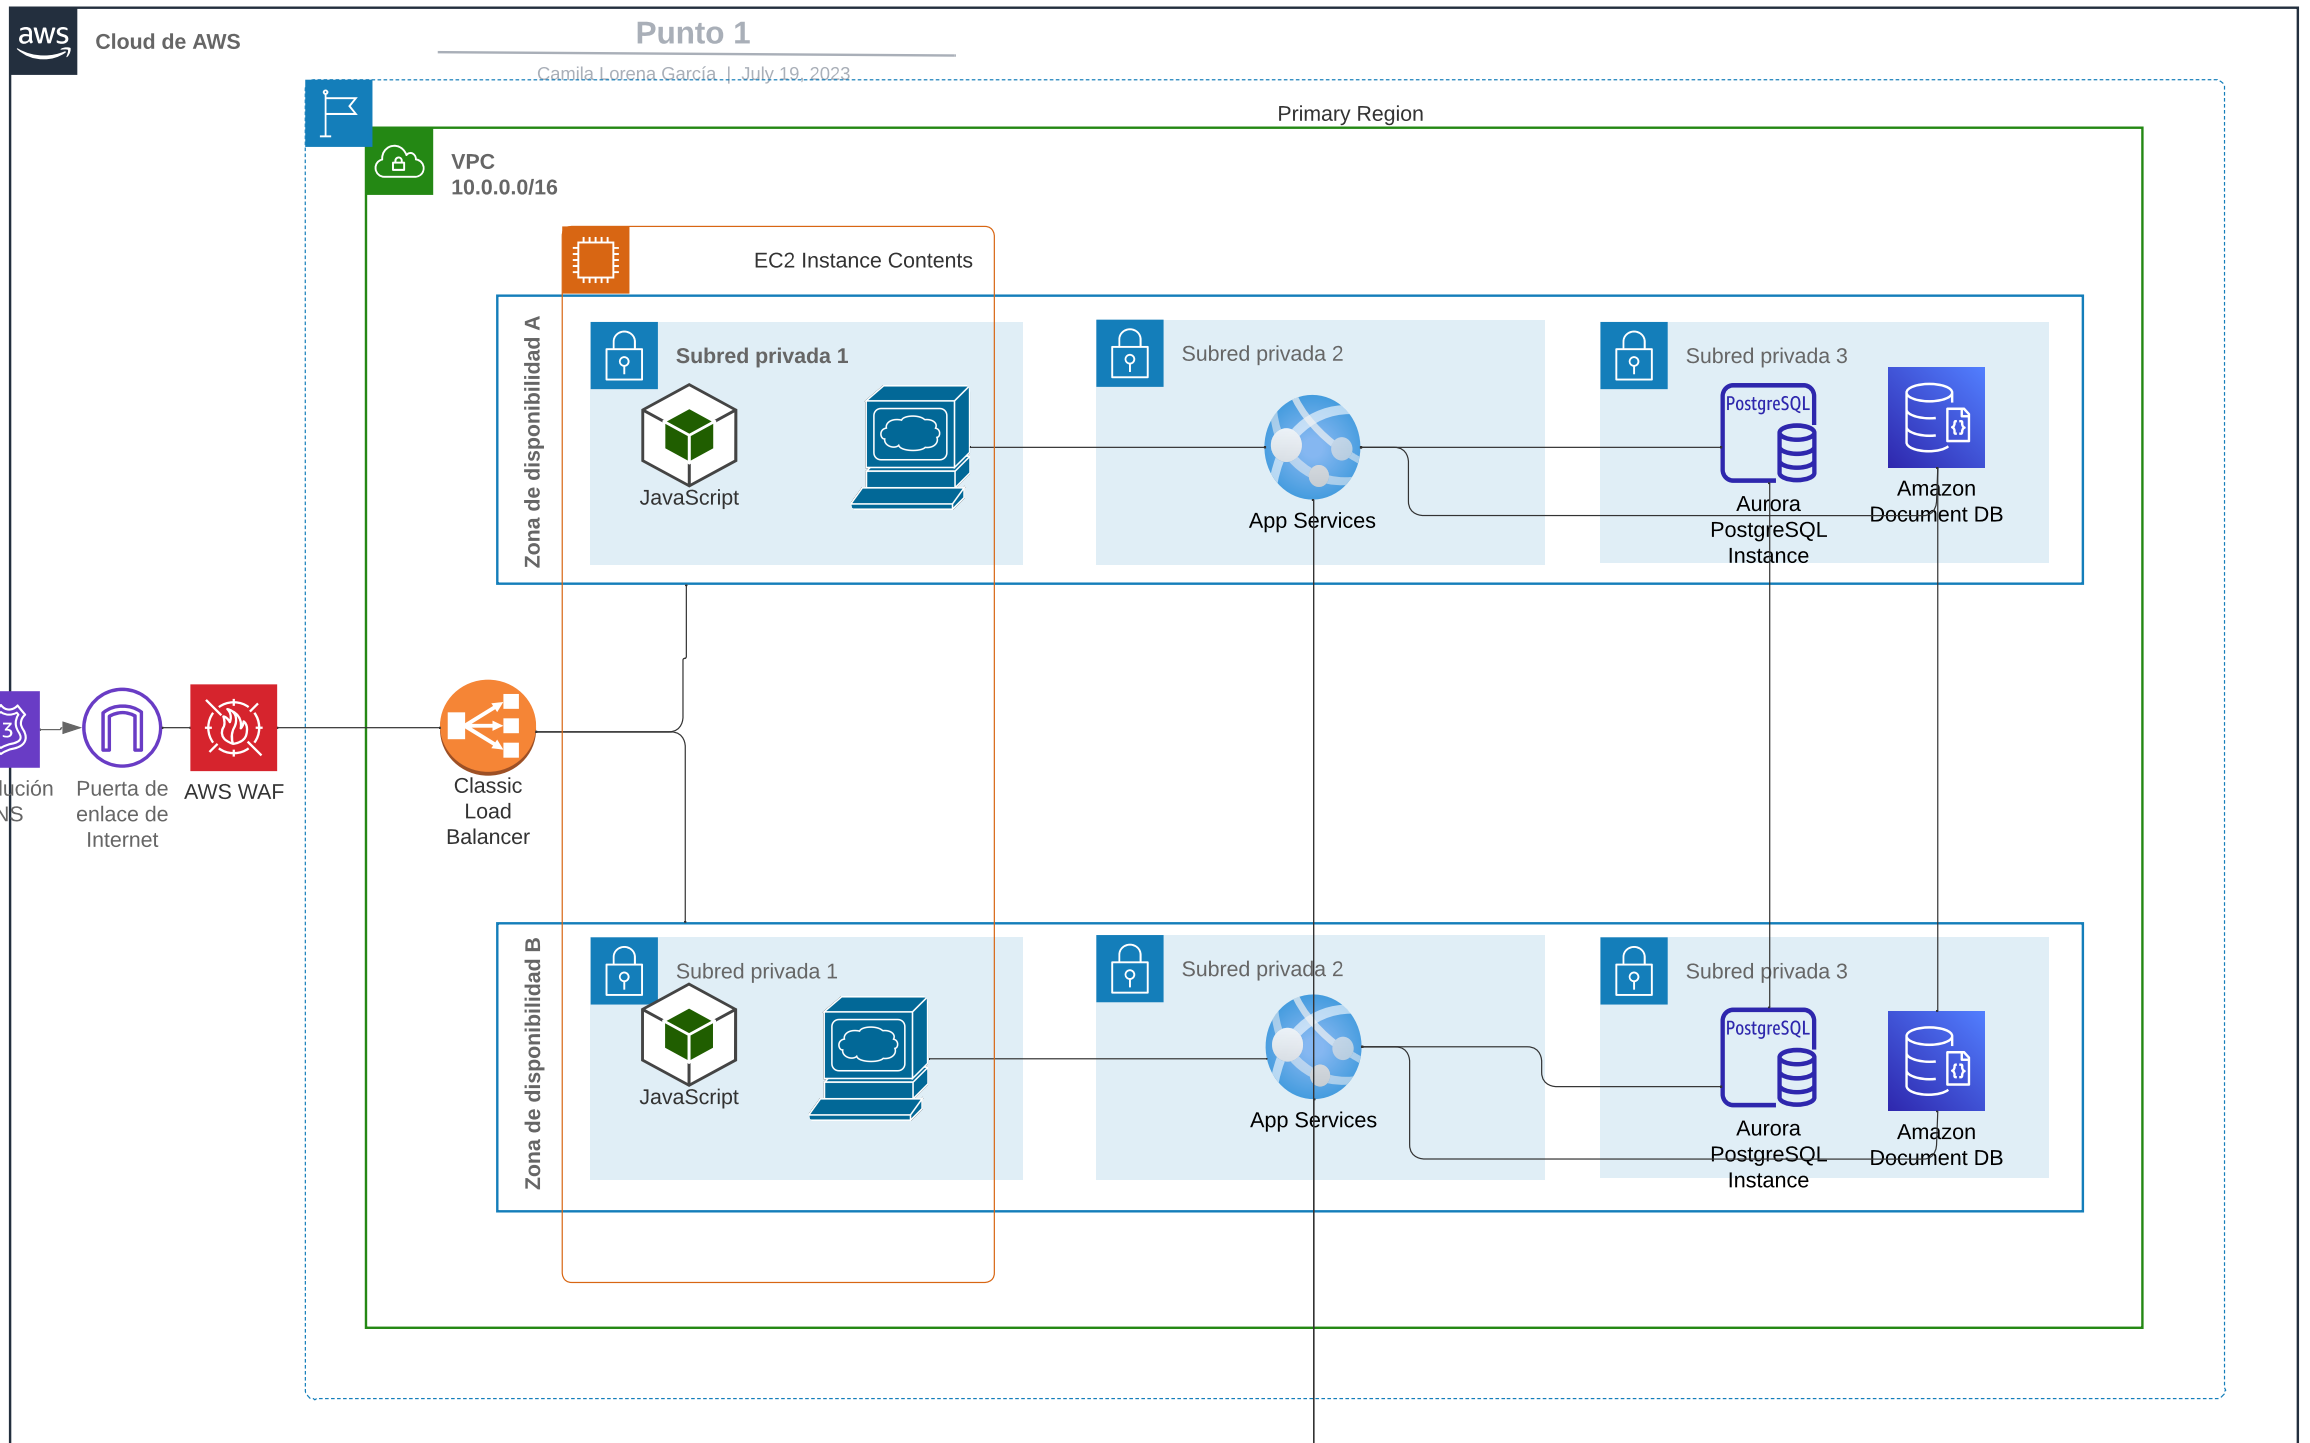 aws
Cloud de AWS
Punto 1
Camila Lorena García | July 19, 2023
Primary Region
VPC
10.0.0.0/16
EC2 Instance Contents
Zona de disponibilidad A
Subred privada 1
JavaScript
Subred privada 2
App Services
Subred privada 3
PostgreSQL
Aurora
PostgreSQL
Instance
{}
Amazon
Document DB
3
lución
NS
Puerta de
enlace de
Internet
AWS WAF
Classic
Load
Balancer
Zona de disponibilidad B
Subred privada 1
JavaScript
Subred privada 2
App Services
Subred privada 3
PostgreSQL
Aurora
PostgreSQL
Instance
{}
Amazon
Document DB